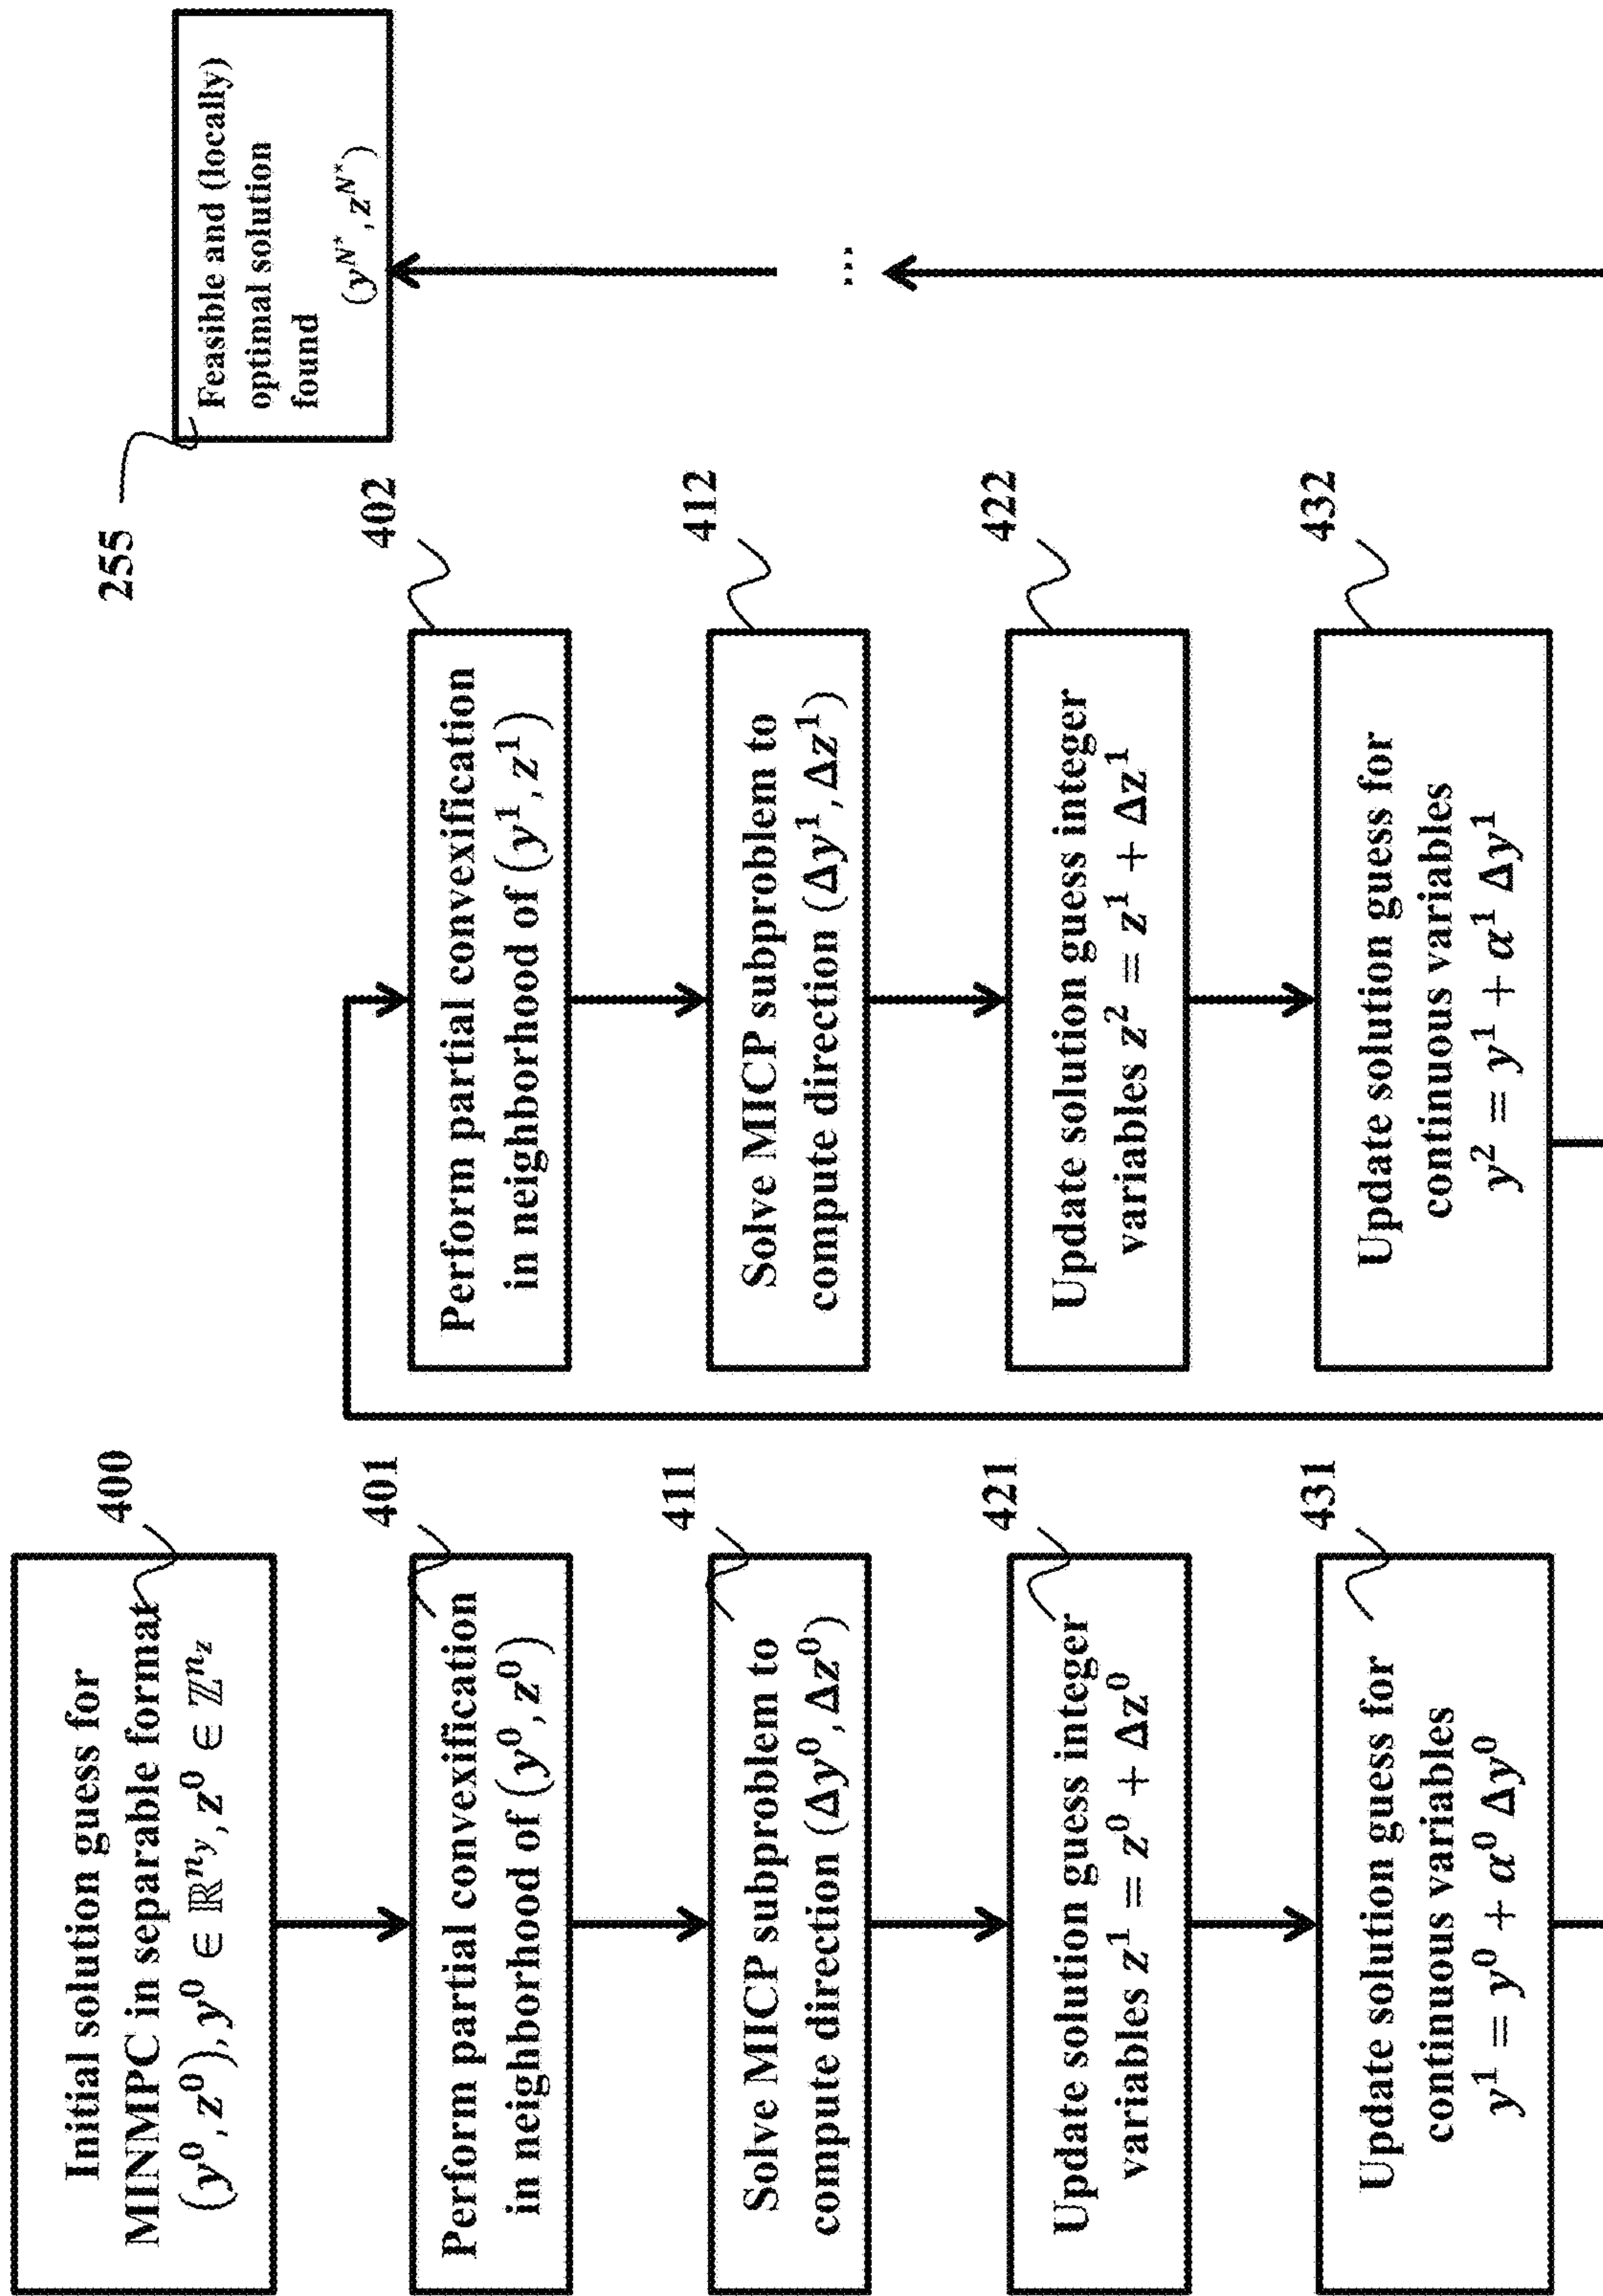 400
Initial solution guess for
MINMPC in separable format
(y⁰, z⁰), y⁰ ∈ ℝⁿʸ, z⁰ ∈ ℤⁿᶻ
401
Perform partial convexification
in neighborhood of (y⁰, z⁰)
411
Solve MICP subproblem to
compute direction (Δy⁰, Δz⁰)
421
Update solution guess integer
variables z¹ = z⁰ + Δz⁰
431
Update solution guess for
continuous variables
y¹ = y⁰ + α⁰ Δy⁰
402
Perform partial convexification
in neighborhood of (y¹, z¹)
412
Solve MICP subproblem to
compute direction (Δy¹, Δz¹)
422
Update solution guess integer
variables z² = z¹ + Δz¹
432
Update solution guess for
continuous variables
y² = y¹ + α¹ Δy¹
...
255
Feasible and (locally)
optimal solution
found
(y^{N*}, z^{N*})